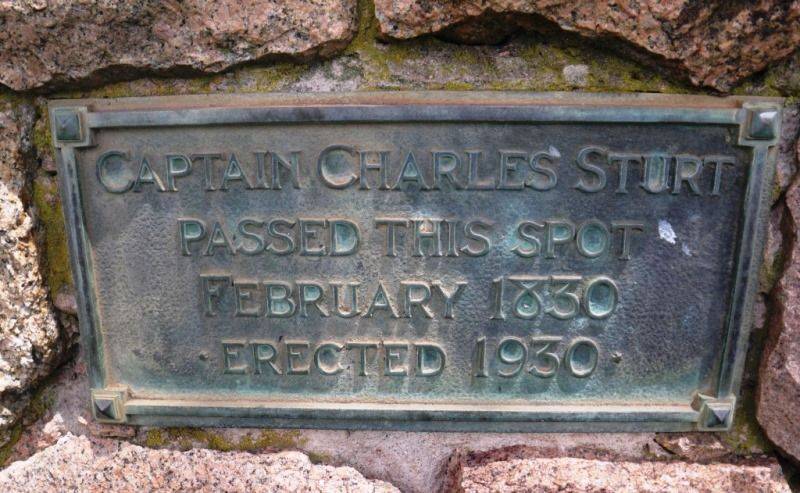 CAPTAIN CHARLES STURT
PASSED THIS SPOT
FEBRUARY 1830
· ERECTED 1930 ·